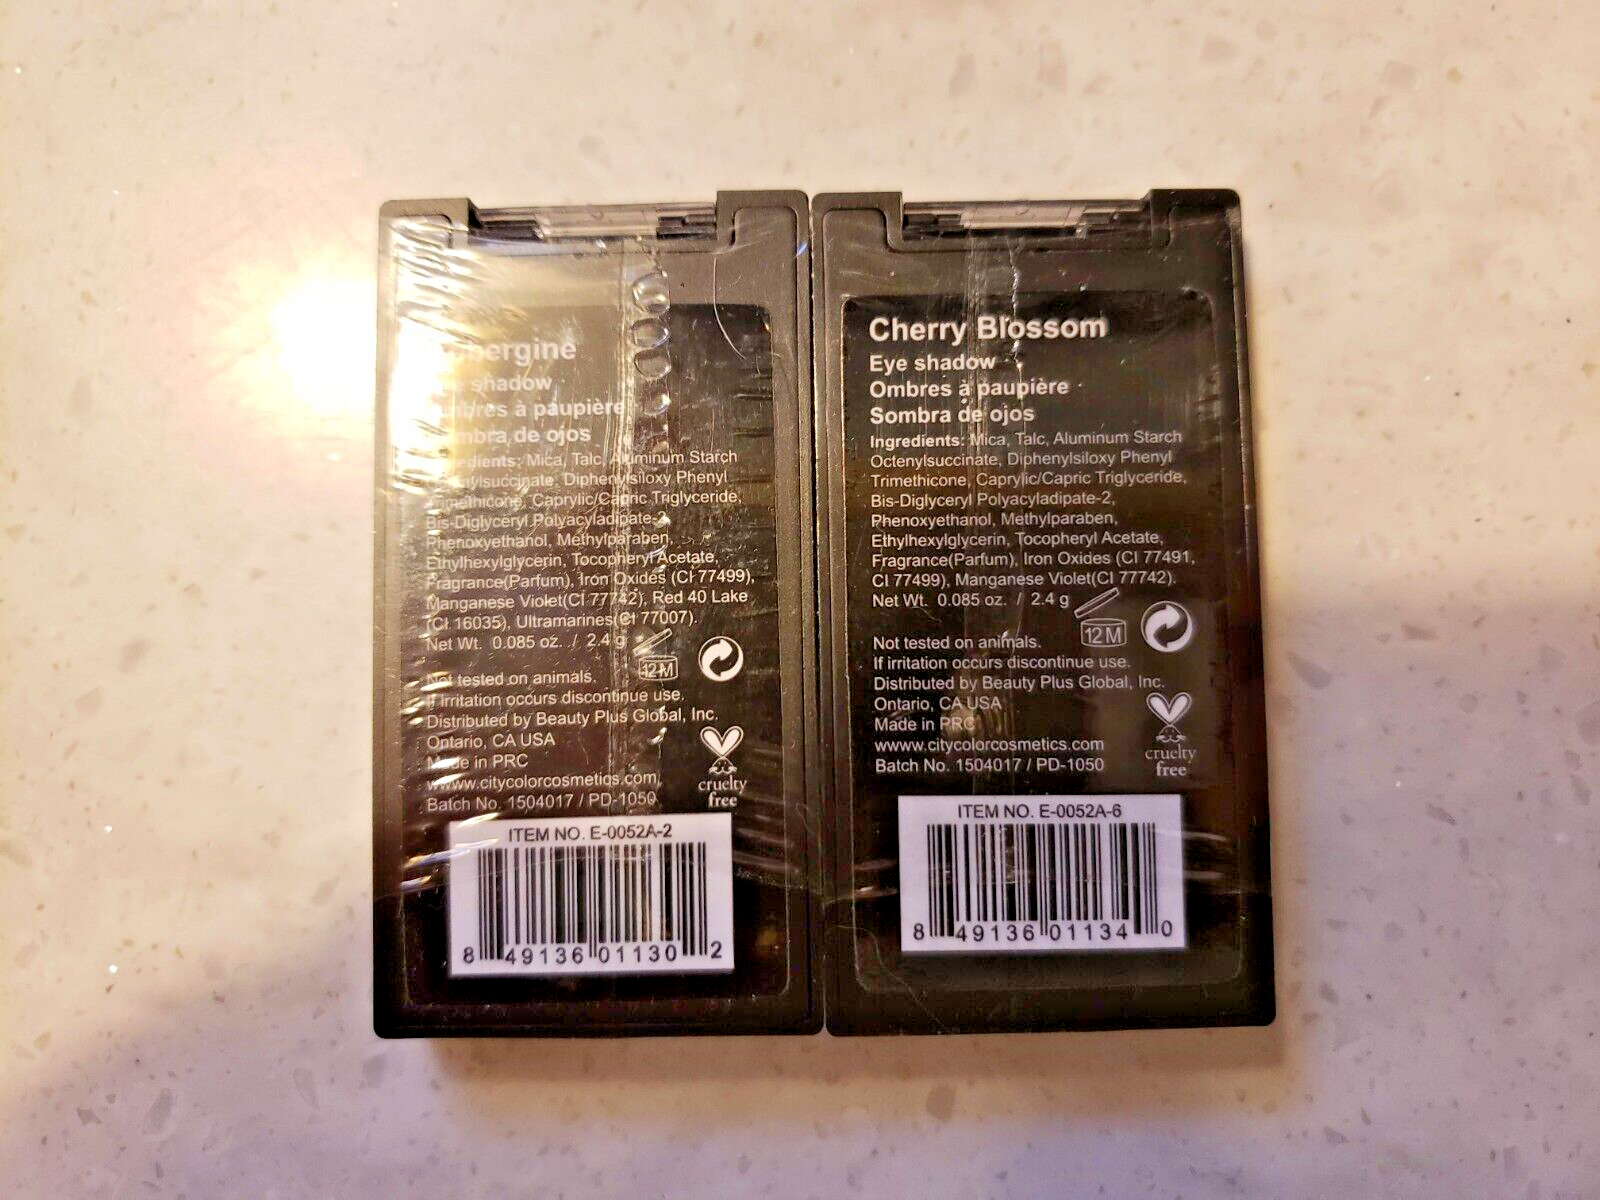 Aubergine
Eye shadow
Ombres à paupière
Sombra de ojos
Ingredients: Mica, Talc, Aluminum Starch
Octenylsuccinate, Diphenylsiloxy Phenyl
Trimethicone, Caprylic/Capric Triglyceride,
Bis-Diglyceryl Polyacyladipate-2,
Phenoxyethanol, Methylparaben,
Ethylhexylglycerin, Tocopheryl Acetate,
Fragrance(Parfum), Iron Oxides (CI 77499),
Manganese Violet(CI 77742), Red 40 Lake
(CI 16035), Ultramarines(CI 77007).
Net Wt. 0.085 oz. / 2.4 g
12 M
Not tested on animals.
If irritation occurs discontinue use.
Distributed by Beauty Plus Global, Inc.
Ontario, CA USA
Made in PRC
www.citycolorcosmetics.com
Batch No. 1504017 / PD-1050
cruelty
free
ITEM NO. E-0052A-2
8 49136 01130 2
Cherry Blossom
Eye shadow
Ombres à paupière
Sombra de ojos
Ingredients: Mica, Talc, Aluminum Starch
Octenylsuccinate, Diphenylsiloxy Phenyl
Trimethicone, Caprylic/Capric Triglyceride,
Bis-Diglyceryl Polyacyladipate-2,
Phenoxyethanol, Methylparaben,
Ethylhexylglycerin, Tocopheryl Acetate,
Fragrance(Parfum), Iron Oxides (CI 77491,
CI 77499), Manganese Violet(CI 77742).
Net Wt. 0.085 oz. / 2.4 g
12 M
Not tested on animals.
If irritation occurs discontinue use.
Distributed by Beauty Plus Global, Inc.
Ontario, CA USA
Made in PRC
www.citycolorcosmetics.com
Batch No. 1504017 / PD-1050
cruelty
free
ITEM NO. E-0052A-6
8 49136 01134 0